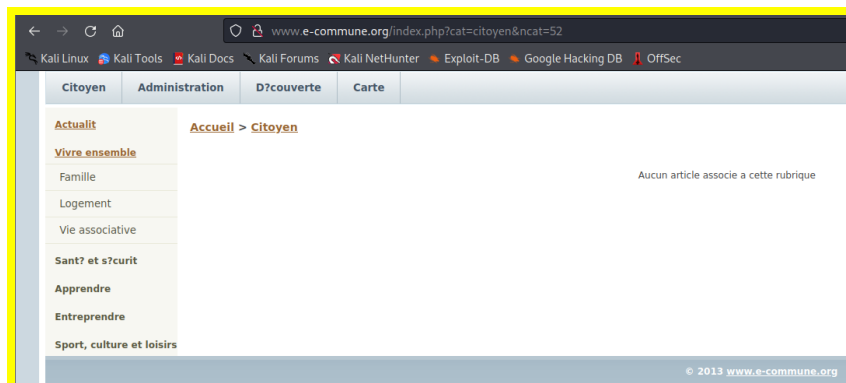 www.e-commune.org/index.php?cat=citoyen&ncat=52
Kali Linux Kali Tools Kali Docs Kali Forums Kali NetHunter Exploit-DB Google Hacking DB OffSec
Citoyen Administration D?couverte Carte
Actualit
Accueil > Citoyen
Vivre ensemble
Famille
Aucun article associe a cette rubrique
Logement
Vie associative
Sant? et s?curit
Apprendre
Entreprendre
Sport, culture et loisirs
© 2013 www.e-commune.org